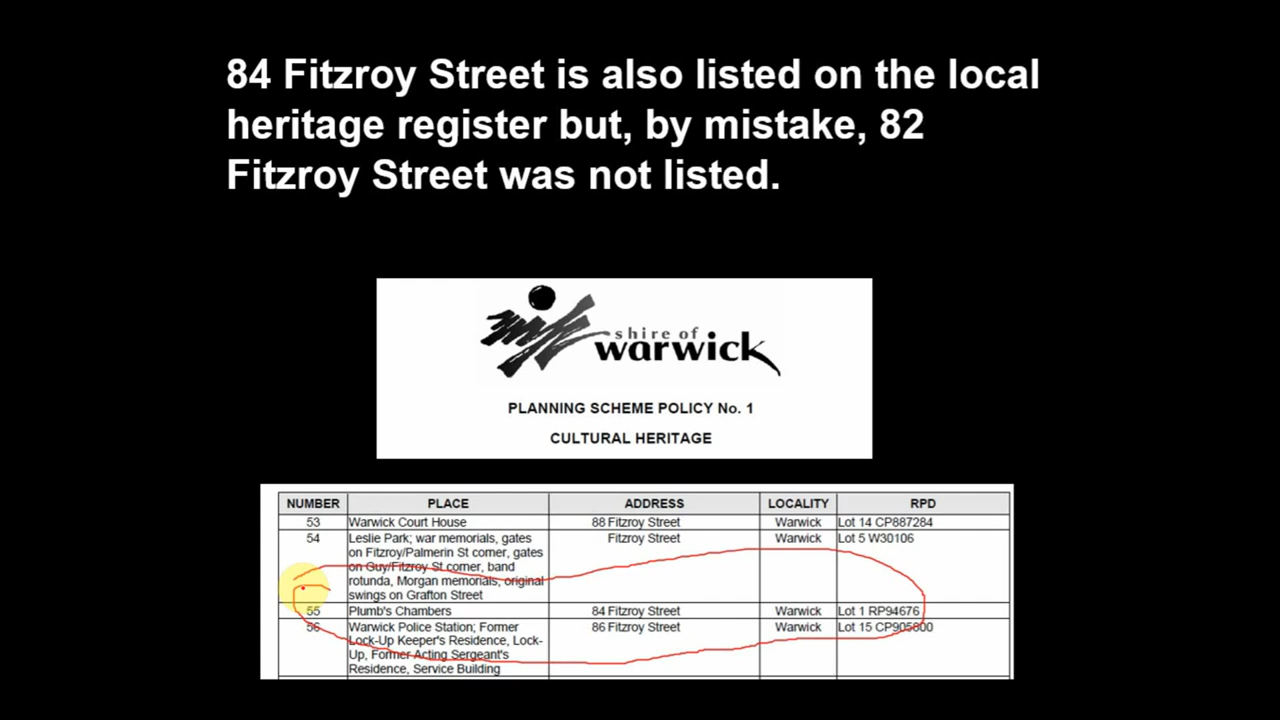 84 Fitzroy Street is also listed on the local
heritage register but, by mistake, 82
Fitzroy Street was not listed.
shire of
warwick
PLANNING SCHEME POLICY No. 1
CULTURAL HERITAGE
NUMBER PLACE ADDRESS LOCALITY RPD
53 Warwick Court House 88 Fitzroy Street Warwick Lot 14 CP887284
54 Leslie Park; war memorials, gates Fitzroy Street Warwick Lot 5 W30106
on Fitzroy/Palmerin St corner, gates
on Guy/Fitzroy St corner, band
rotunda, Morgan memorials, original
swings on Grafton Street
55 Plumb's Chambers 84 Fitzroy Street Warwick Lot 1 RP94676
56 Warwick Police Station; Former 86 Fitzroy Street Warwick Lot 15 CP905800
Lock-Up Keeper's Residence, Lock-
Up, Former Acting Sergeant's
Residence, Service Building